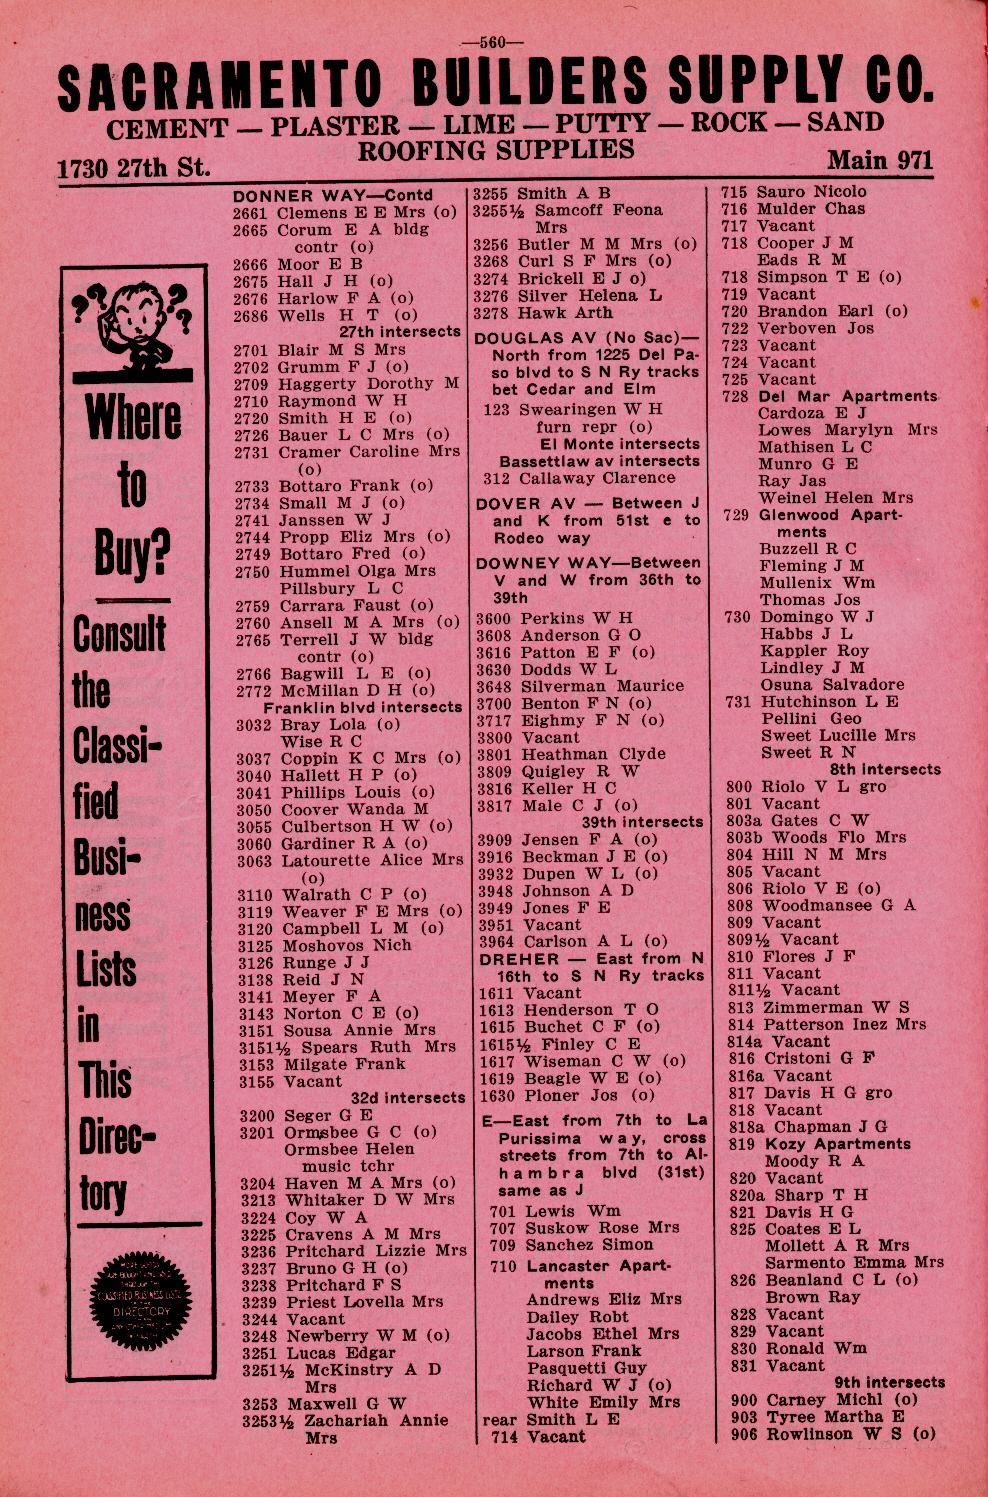 —560—
SACRAMENTO BUILDERS SUPPLY CO.
CEMENT — PLASTER — LIME — PUTTY — ROCK — SAND
ROOFING SUPPLIES
1730 27th St.
Main 971
Where
to
Buy?
Consult
the
Classi-
fied
Busi-
ness
Lists
in
This
Direc-
tory
CLASSIFIED BUSINESS LISTS
DIRECTORY
DONNER WAY—Contd
2661 Clemens E E Mrs (o)
2665 Corum E A bldg
contr (o)
2666 Moor E B
2675 Hall J H (o)
2676 Harlow F A (o)
2686 Wells H T (o)
27th intersects
2701 Blair M S Mrs
2702 Grumm F J (o)
2709 Haggerty Dorothy M
2710 Raymond W H
2720 Smith H E (o)
2726 Bauer L C Mrs (o)
2731 Cramer Caroline Mrs
(o)
2733 Bottaro Frank (o)
2734 Small M J (o)
2741 Janssen W J
2744 Propp Eliz Mrs (o)
2749 Bottaro Fred (o)
2750 Hummel Olga Mrs
Pillsbury L C
2759 Carrara Faust (o)
2760 Ansell M A Mrs (o)
2765 Terrell J W bldg
contr (o)
2766 Bagwill L E (o)
2772 McMillan D H (o)
Franklin blvd intersects
3032 Bray Lola (o)
Wise R C
3037 Coppin K C Mrs (o)
3040 Hallett H P (o)
3041 Phillips Louis (o)
3050 Coover Wanda M
3055 Culbertson H W (o)
3060 Gardiner R A (o)
3063 Latourette Alice Mrs
(o)
3110 Walrath C P (o)
3119 Weaver F E Mrs (o)
3120 Campbell L M (o)
3125 Moshovos Nich
3126 Runge J J
3138 Reid J N
3141 Meyer F A
3143 Norton C E (o)
3151 Sousa Annie Mrs
3151½ Spears Ruth Mrs
3153 Milgate Frank
3155 Vacant
32d intersects
3200 Seger G E
3201 Ormsbee G C (o)
Ormsbee Helen
music tchr
3204 Haven M A Mrs (o)
3213 Whitaker D W Mrs
3224 Coy W A
3225 Cravens A M Mrs
3236 Pritchard Lizzie Mrs
3237 Bruno G H (o)
3238 Pritchard F S
3239 Priest Lovella Mrs
3244 Vacant
3248 Newberry W M (o)
3251 Lucas Edgar
3251½ McKinstry A D
Mrs
3253 Maxwell G W
3253½ Zachariah Annie
Mrs
3255 Smith A B
3255½ Samcoff Feona
Mrs
3256 Butler M M Mrs (o)
3268 Curl S F Mrs (o)
3274 Brickell E J o)
3276 Silver Helena L
3278 Hawk Arth
DOUGLAS AV (No Sac)—
North from 1225 Del Pa-
so blvd to S N Ry tracks
bet Cedar and Elm
123 Swearingen W H
furn repr (o)
El Monte intersects
Bassettlaw av intersects
312 Callaway Clarence
DOVER AV — Between J
and K from 51st e to
Rodeo way
DOWNEY WAY—Between
V and W from 36th to
39th
3600 Perkins W H
3608 Anderson G O
3616 Patton E F (o)
3630 Dodds W L
3648 Silverman Maurice
3700 Benton F N (o)
3717 Eighmy F N (o)
3800 Vacant
3801 Heathman Clyde
3809 Quigley R W
3816 Keller H C
3817 Male C J (o)
39th intersects
3909 Jensen F A (o)
3916 Beckman J E (o)
3932 Dupen W L (o)
3948 Johnson A D
3949 Jones F E
3951 Vacant
3964 Carlson A L (o)
DREHER — East from N
16th to S N Ry tracks
1611 Vacant
1613 Henderson T O
1615 Buchet C F (o)
1615½ Finley C E
1617 Wiseman C W (o)
1619 Beagle W E (o)
1630 Ploner Jos (o)
E—East from 7th to La
Purissima way, cross
streets from 7th to Al-
hambra blvd (31st)
same as J
701 Lewis Wm
707 Suskow Rose Mrs
709 Sanchez Simon
710 Lancaster Apart-
ments
Andrews Eliz Mrs
Dailey Robt
Jacobs Ethel Mrs
Larson Frank
Pasquetti Guy
Richard W J (o)
White Emily Mrs
rear Smith L E
714 Vacant
715 Sauro Nicolo
716 Mulder Chas
717 Vacant
718 Cooper J M
Eads R M
718 Simpson T E (o)
719 Vacant
720 Brandon Earl (o)
722 Verboven Jos
723 Vacant
724 Vacant
725 Vacant
728 Del Mar Apartments
Cardoza E J
Lowes Marylyn Mrs
Mathisen L C
Munro G E
Ray Jas
Weinel Helen Mrs
729 Glenwood Apart-
ments
Buzzell R C
Fleming J M
Mullenix Wm
Thomas Jos
730 Domingo W J
Habbs J L
Kappler Roy
Lindley J M
Osuna Salvadore
731 Hutchinson L E
Pellini Geo
Sweet Lucille Mrs
Sweet R N
8th intersects
800 Riolo V L gro
801 Vacant
803a Gates C W
803b Woods Flo Mrs
804 Hill N M Mrs
805 Vacant
806 Riolo V E (o)
808 Woodmansee G A
809 Vacant
809½ Vacant
810 Flores J F
811 Vacant
811½ Vacant
813 Zimmerman W S
814 Patterson Inez Mrs
814a Vacant
816 Cristoni G F
816a Vacant
817 Davis H G gro
818 Vacant
818a Chapman J G
819 Kozy Apartments
Moody R A
820 Vacant
820a Sharp T H
821 Davis H G
825 Coates E L
Mollett A R Mrs
Sarmento Emma Mrs
826 Beanland C L (o)
Brown Ray
828 Vacant
829 Vacant
830 Ronald Wm
831 Vacant
9th intersects
900 Carney Michl (o)
903 Tyree Martha E
906 Rowlinson W S (o)